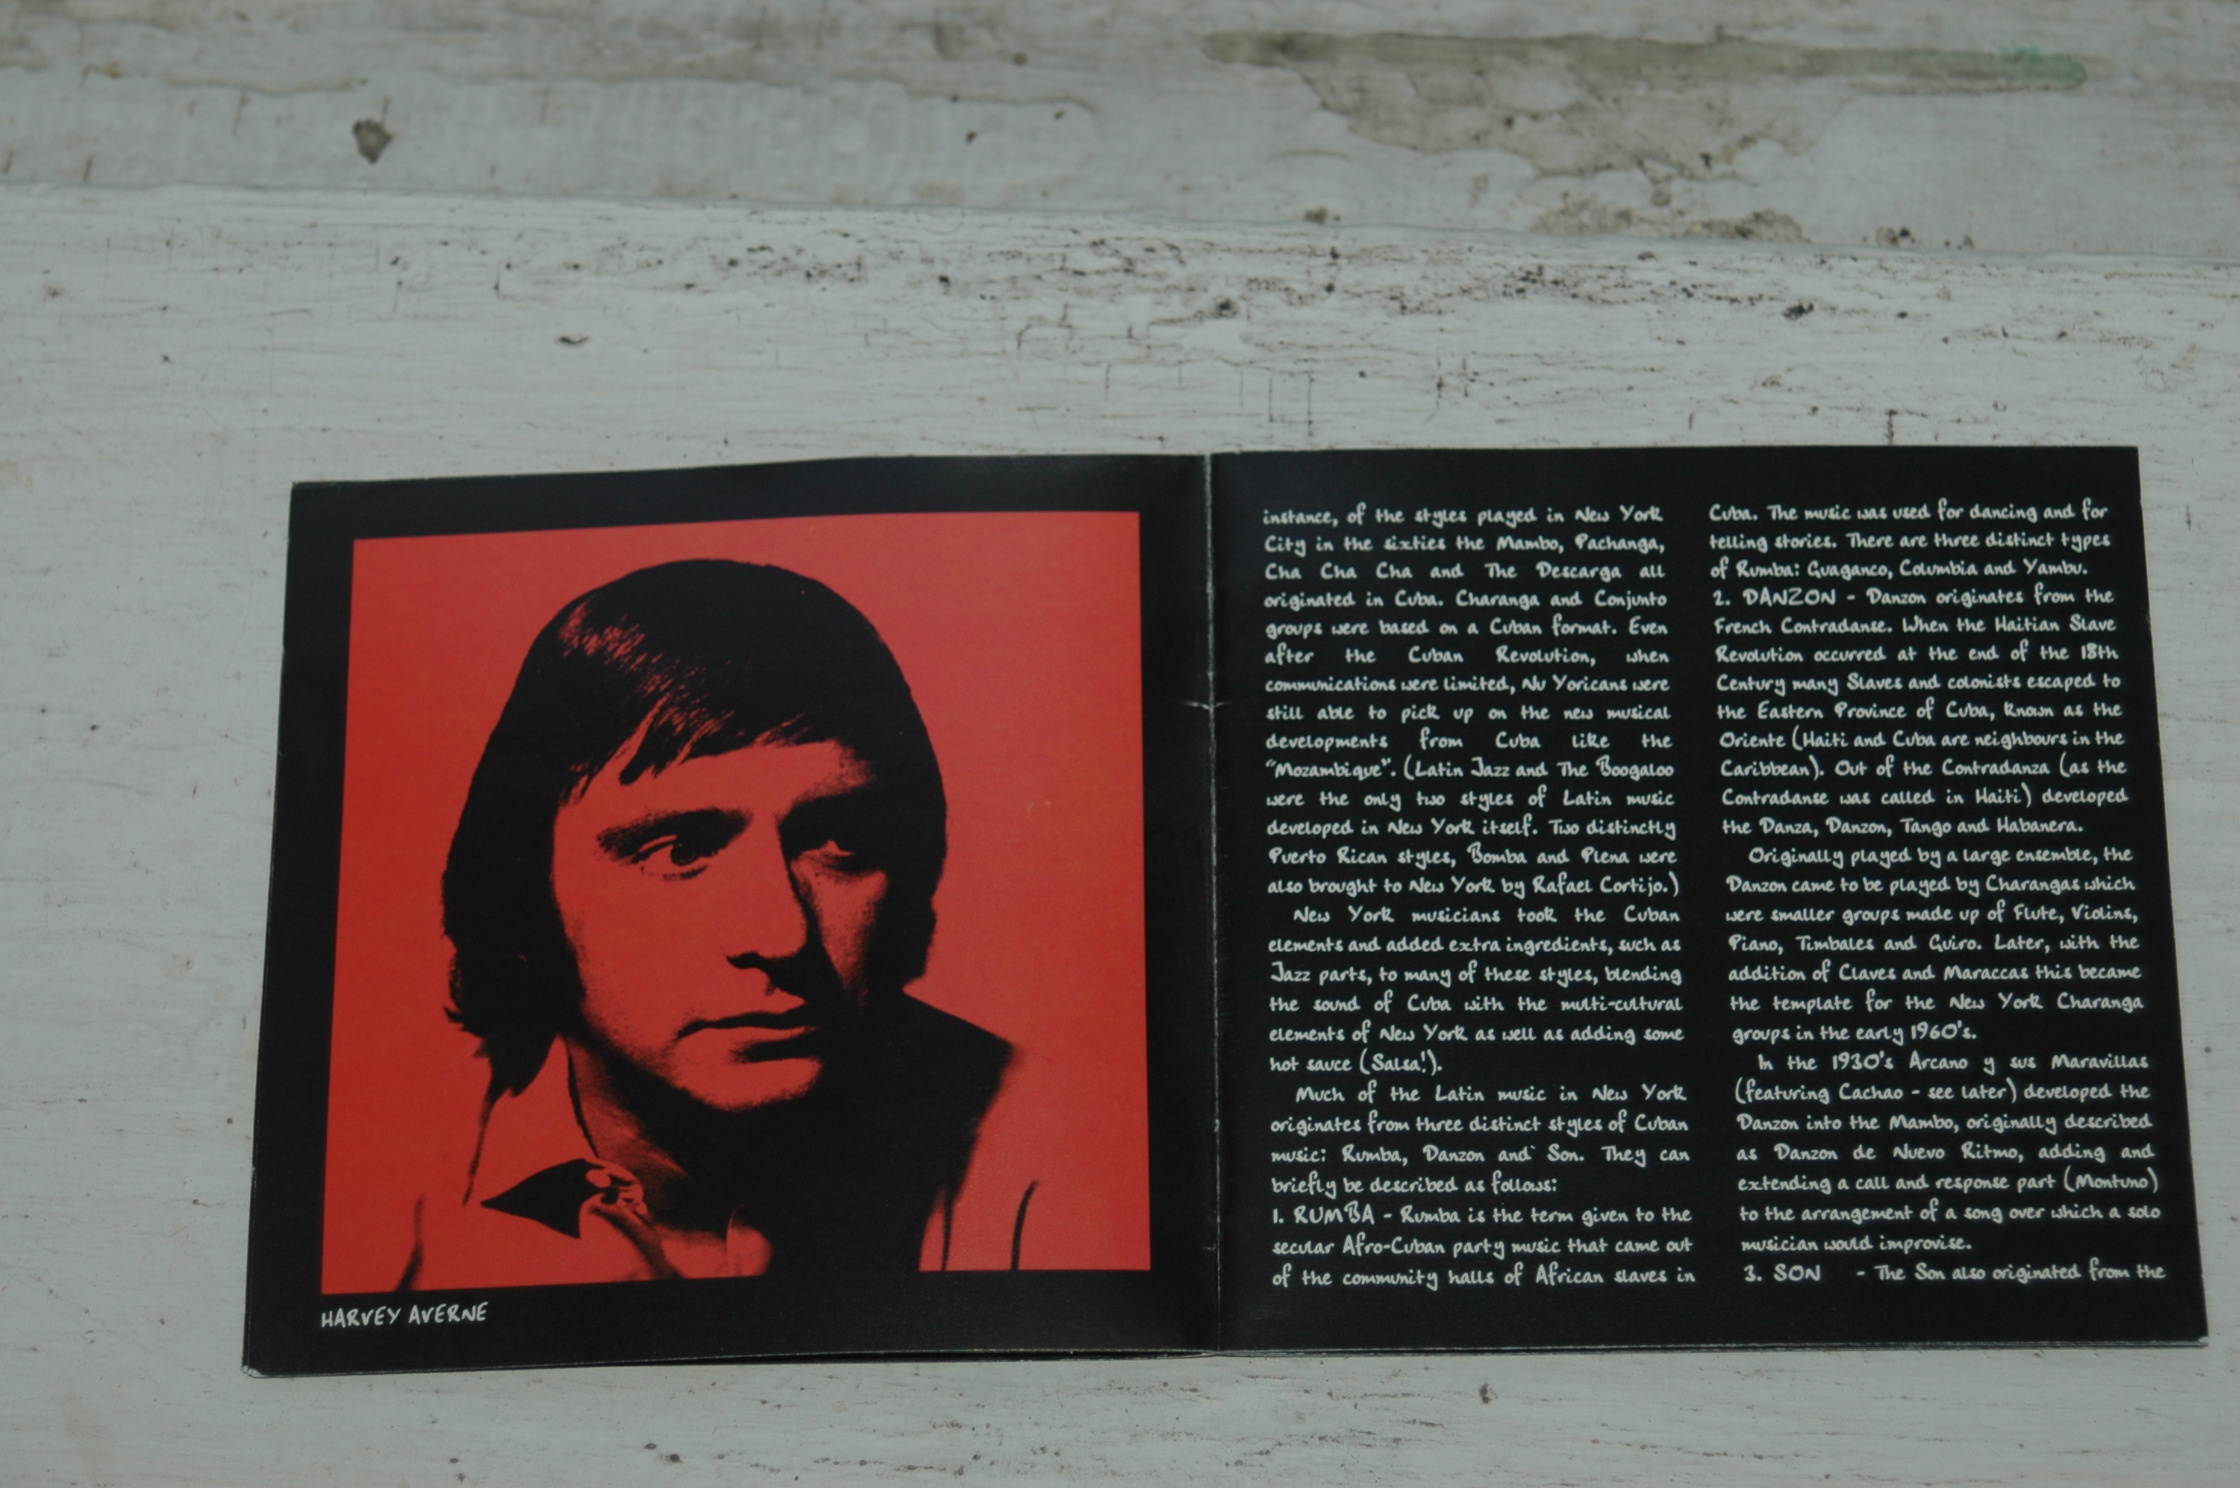 HARVEY AVERNE
instance, of the styles played in New York
City in the sixties the Mambo, Pachanga,
Cha Cha Cha and The Descarga all
originated in Cuba. Charanga and Conjunto
groups were based on a Cuban format. Even
after the Cuban Revolution, when
communications were limited, Nu Yoricans were
still able to pick up on the new musical
developments from Cuba like the
"Mozambique". (Latin Jazz and The Boogaloo
were the only two styles of Latin music
developed in New York itself. Two distinctly
Puerto Rican styles, Bomba and Plena were
also brought to New York by Rafael Cortijo.)
New York musicians took the Cuban
elements and added extra ingredients, such as
Jazz parts, to many of these styles, blending
the sound of Cuba with the multi-cultural
elements of New York as well as adding some
hot sauce (Salsa!).
Much of the Latin music in New York
originates from three distinct styles of Cuban
music: Rumba, Danzon and Son. They can
briefly be described as follows:
1. RUMBA - Rumba is the term given to the
secular Afro-Cuban party music that came out
of the community halls of African slaves in
Cuba. The music was used for dancing and for
telling stories. There are three distinct types
of Rumba: Guaganco, Columbia and Yambu.
2. DANZON - Danzon originates from the
French Contradanse. When the Haitian Slave
Revolution occurred at the end of the 18th
Century many Slaves and colonists escaped to
the Eastern Province of Cuba, known as the
Oriente (Haiti and Cuba are neighbours in the
Caribbean). Out of the Contradanza (as the
Contradanse was called in Haiti) developed
the Danza, Danzon, Tango and Habanera.
Originally played by a large ensemble, the
Danzon came to be played by Charangas which
were smaller groups made up of Flute, Violins,
Piano, Timbales and Guiro. Later, with the
addition of Claves and Maraccas this became
the template for the New York Charanga
groups in the early 1960's.
In the 1930's Arcano y sus Maravillas
(featuring Cachao - see later) developed the
Danzon into the Mambo, originally described
as Danzon de Nuevo Ritmo, adding and
extending a call and response part (Montuno)
to the arrangement of a song over which a solo
musician would improvise.
3. SON - The Son also originated from the